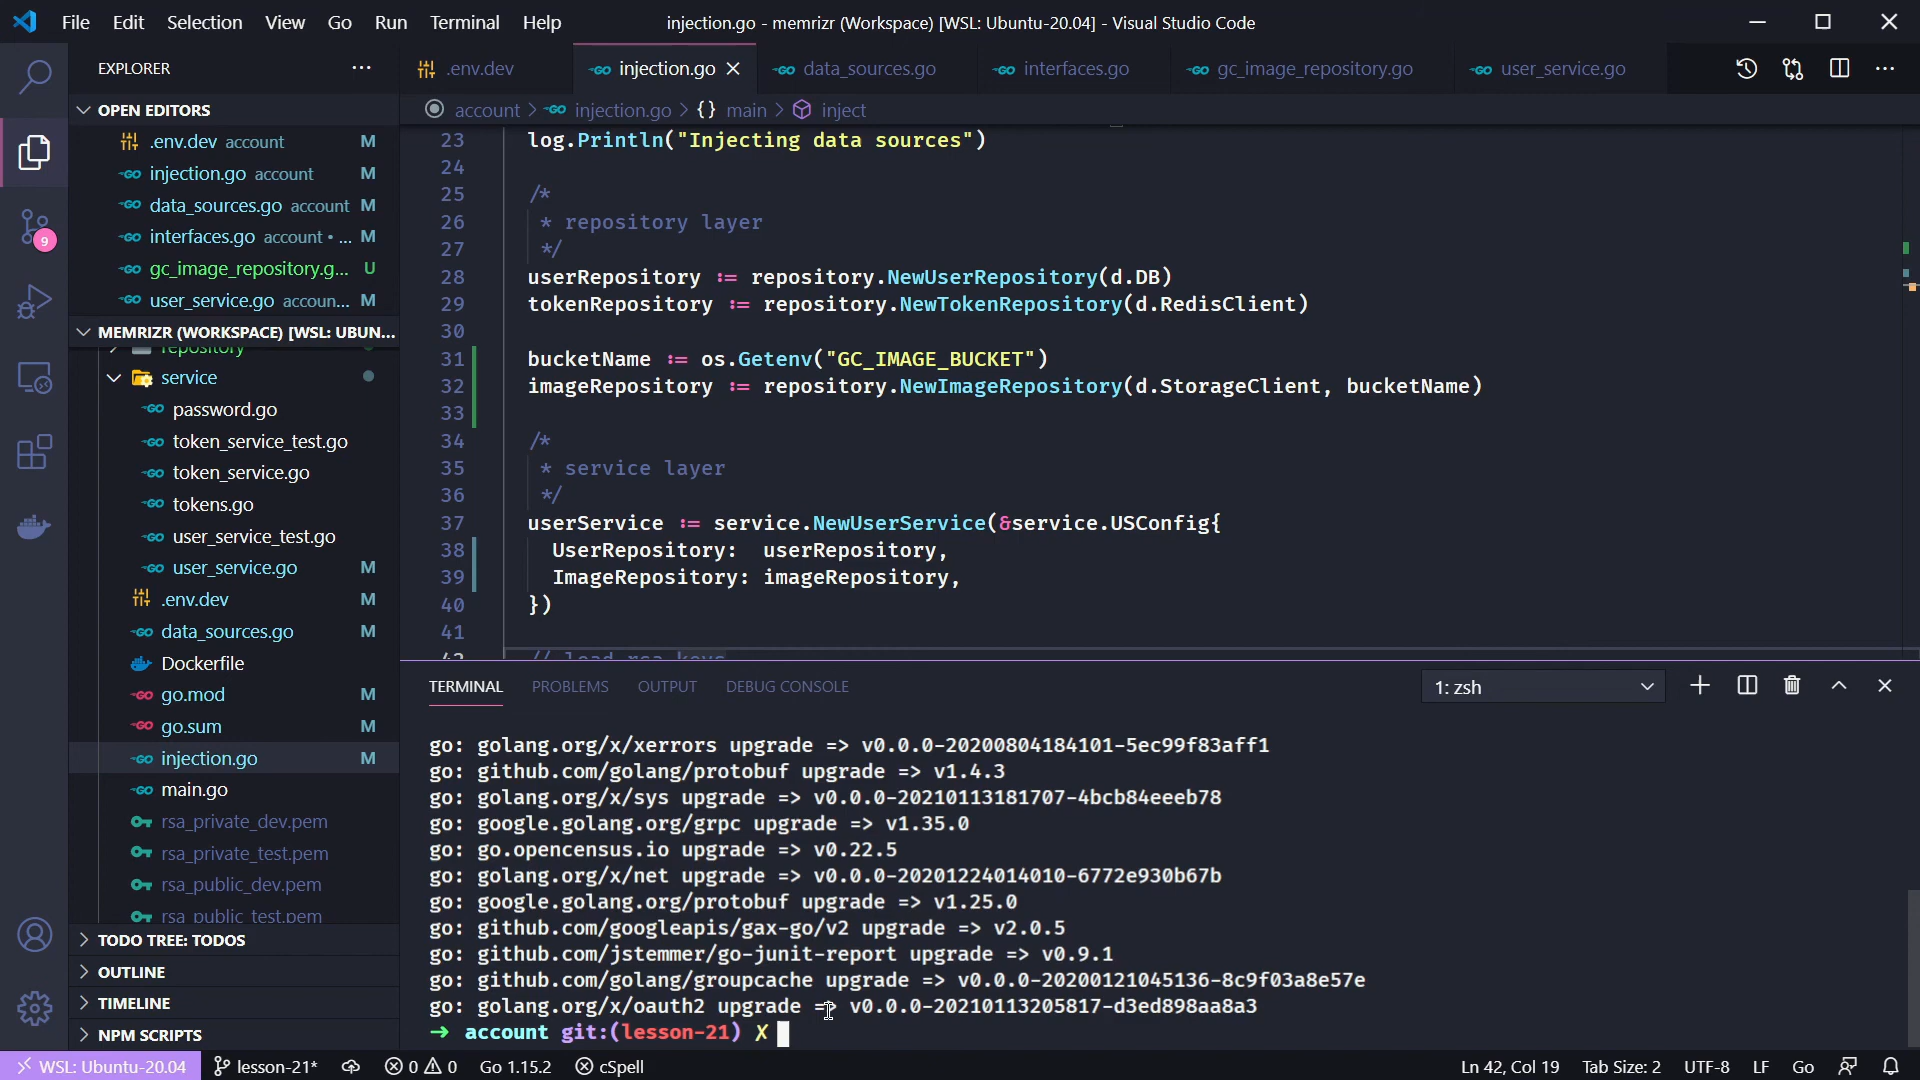 File Edit Selection View Go Run Terminal Help
injection.go - memrizr (Workspace) [WSL: Ubuntu-20.04] - Visual Studio Code
EXPLORER
OPEN EDITORS
.env.dev account M
injection.go account M
data_sources.go account M
interfaces.go account • ... M
gc_image_repository.g... U
user_service.go accoun... M
MEMRIZR (WORKSPACE) [WSL: UBUN...
repository
service
password.go
token_service_test.go
token_service.go
tokens.go
user_service_test.go
user_service.go M
.env.dev M
data_sources.go M
Dockerfile
go.mod M
go.sum M
injection.go M
main.go
rsa_private_dev.pem
rsa_private_test.pem
rsa_public_dev.pem
rsa_public_test.pem
TODO TREE: TODOS
OUTLINE
TIMELINE
NPM SCRIPTS
9
.env.dev injection.go data_sources.go interfaces.go gc_image_repository.go user_service.go
account > injection.go > {} main > inject
23 log.Println("Injecting data sources")
24
25 /*
26 * repository layer
27 */
28 userRepository := repository.NewUserRepository(d.DB)
29 tokenRepository := repository.NewTokenRepository(d.RedisClient)
30
31 bucketName := os.Getenv("GC_IMAGE_BUCKET")
32 imageRepository := repository.NewImageRepository(d.StorageClient, bucketName)
33
34 /*
35 * service layer
36 */
37 userService := service.NewUserService(&service.USConfig{
38 UserRepository: userRepository,
39 ImageRepository: imageRepository,
40 })
41
42 // load rsa keys
TERMINAL PROBLEMS OUTPUT DEBUG CONSOLE 1: zsh
go: golang.org/x/xerrors upgrade => v0.0.0-20200804184101-5ec99f83aff1
go: github.com/golang/protobuf upgrade => v1.4.3
go: golang.org/x/sys upgrade => v0.0.0-20210113181707-4bcb84eeeb78
go: google.golang.org/grpc upgrade => v1.35.0
go: go.opencensus.io upgrade => v0.22.5
go: golang.org/x/net upgrade => v0.0.0-20201224014010-6772e930b67b
go: google.golang.org/protobuf upgrade => v1.25.0
go: github.com/googleapis/gax-go/v2 upgrade => v2.0.5
go: github.com/jstemmer/go-junit-report upgrade => v0.9.1
go: github.com/golang/groupcache upgrade => v0.0.0-20200121045136-8c9f03a8e57e
go: golang.org/x/oauth2 upgrade => v0.0.0-20210113205817-d3ed898aa8a3
→ account git:(lesson-21) ✗
WSL: Ubuntu-20.04 lesson-21* 0 0 Go 1.15.2 cSpell Ln 42, Col 19 Tab Size: 2 UTF-8 LF Go